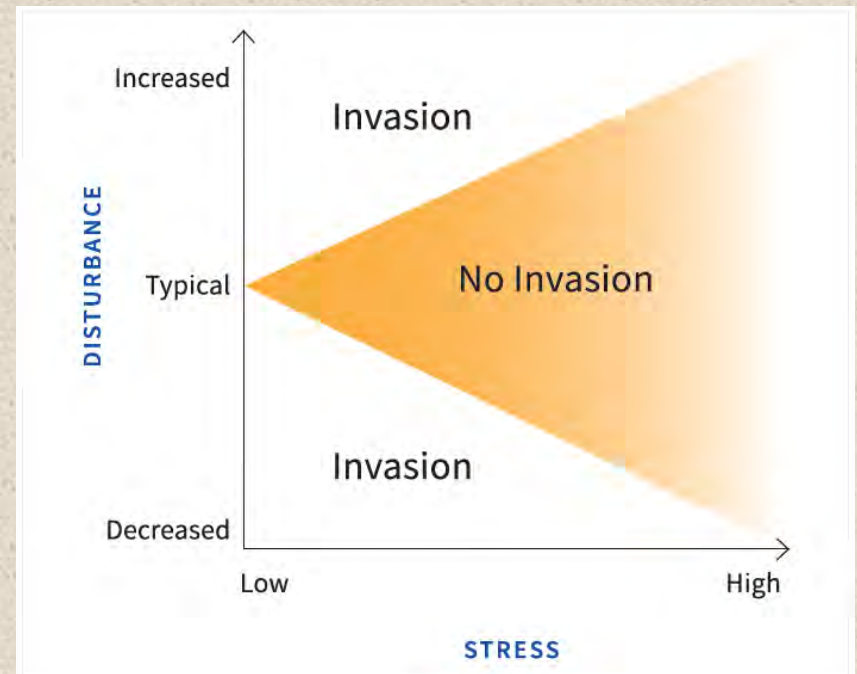 Increased
Invasion
DISTURBANCE
Typical
No Invasion
Invasion
Decreased
Low
High
STRESS